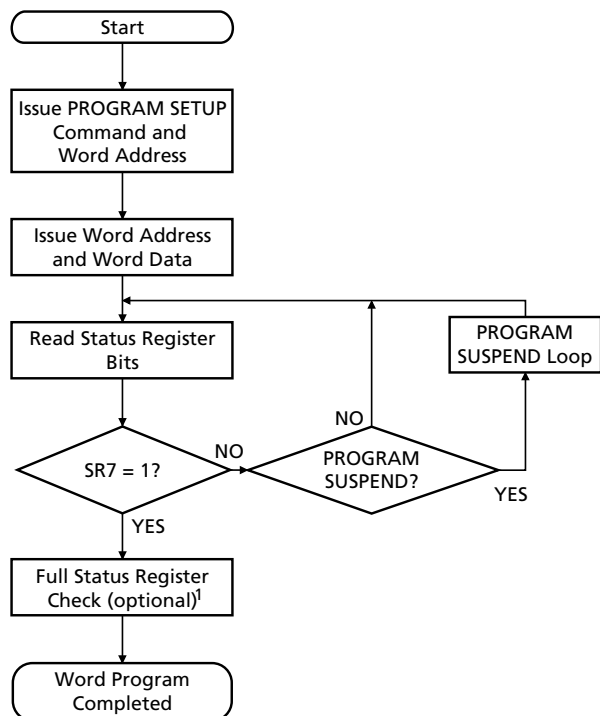 Start
Issue PROGRAM SETUP
Command and
Word Address
Issue Word Address
and Word Data
Read Status Register
Bits
PROGRAM
SUSPEND Loop
SR7 = 1?
NO
PROGRAM
SUSPEND?
NO
YES
YES
Full Status Register
Check (optional)1
Word Program
Completed